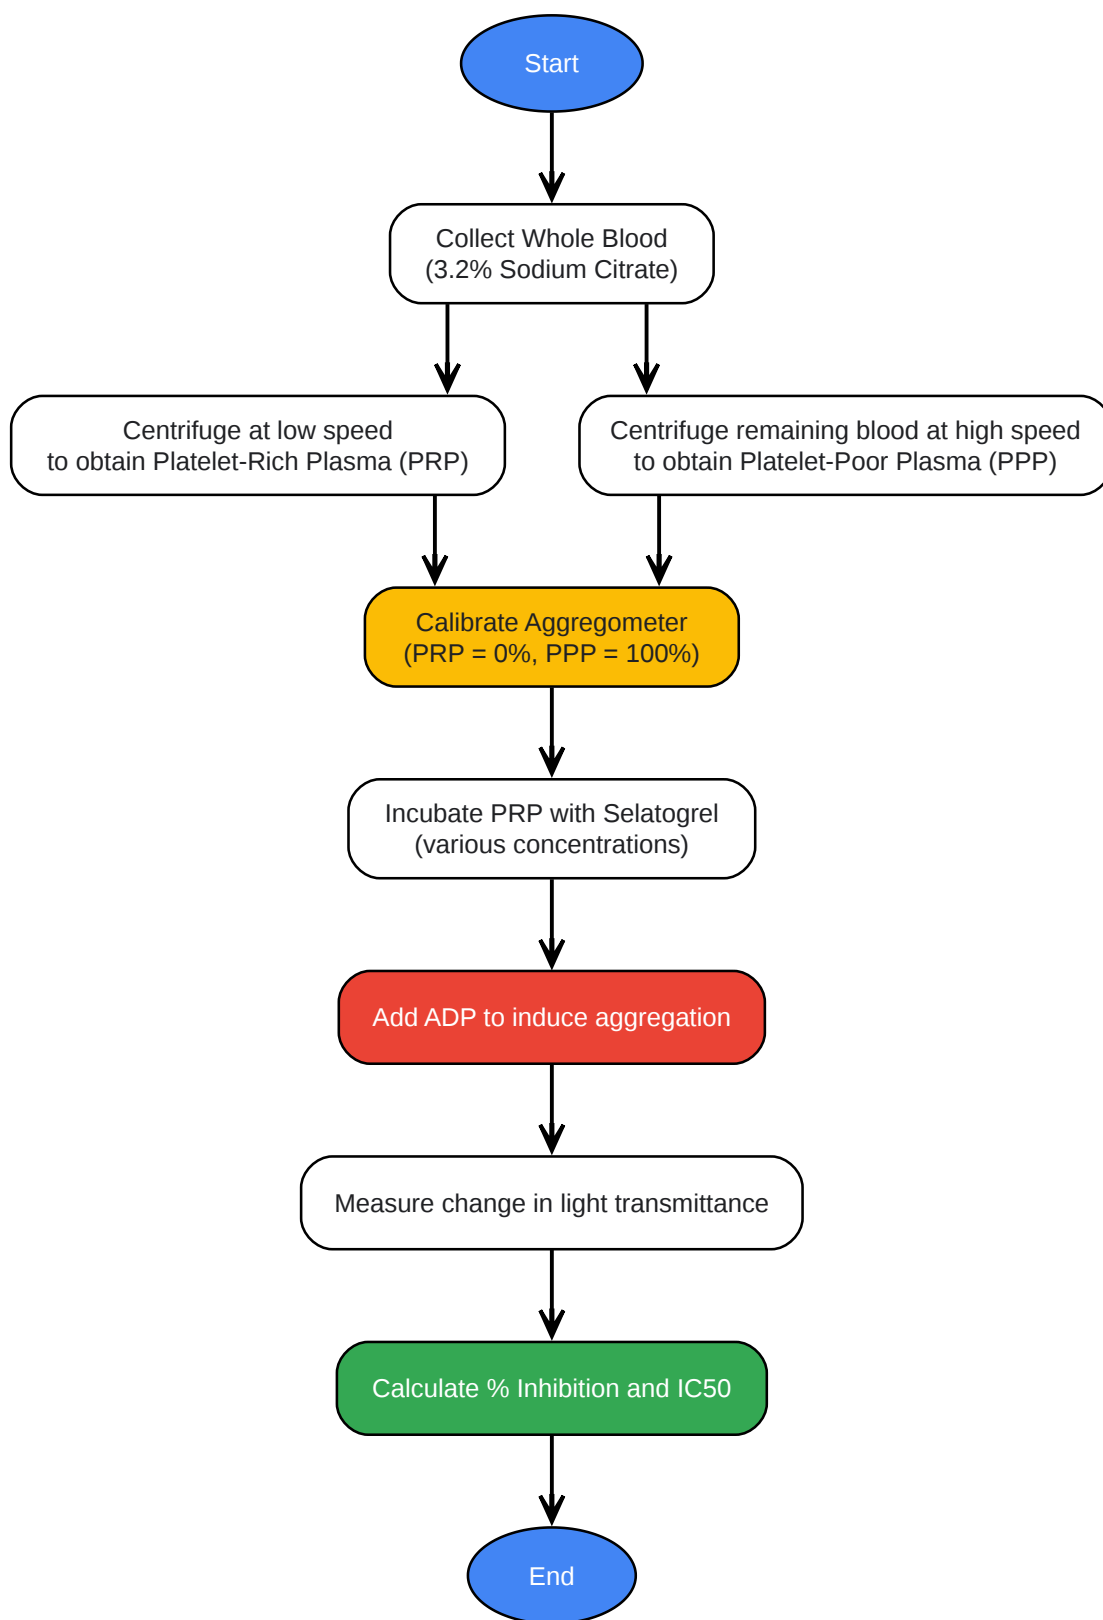 Start
Collect Whole Blood
(3.2% Sodium Citrate)
Centrifuge at low speed
to obtain Platelet-Rich Plasma (PRP)
Centrifuge remaining blood at high speed
to obtain Platelet-Poor Plasma (PPP)
Calibrate Aggregometer
(PRP = 0%, PPP = 100%)
Incubate PRP with Selatogrel
(various concentrations)
Add ADP to induce aggregation
Measure change in light transmittance
Calculate % Inhibition and IC50
End